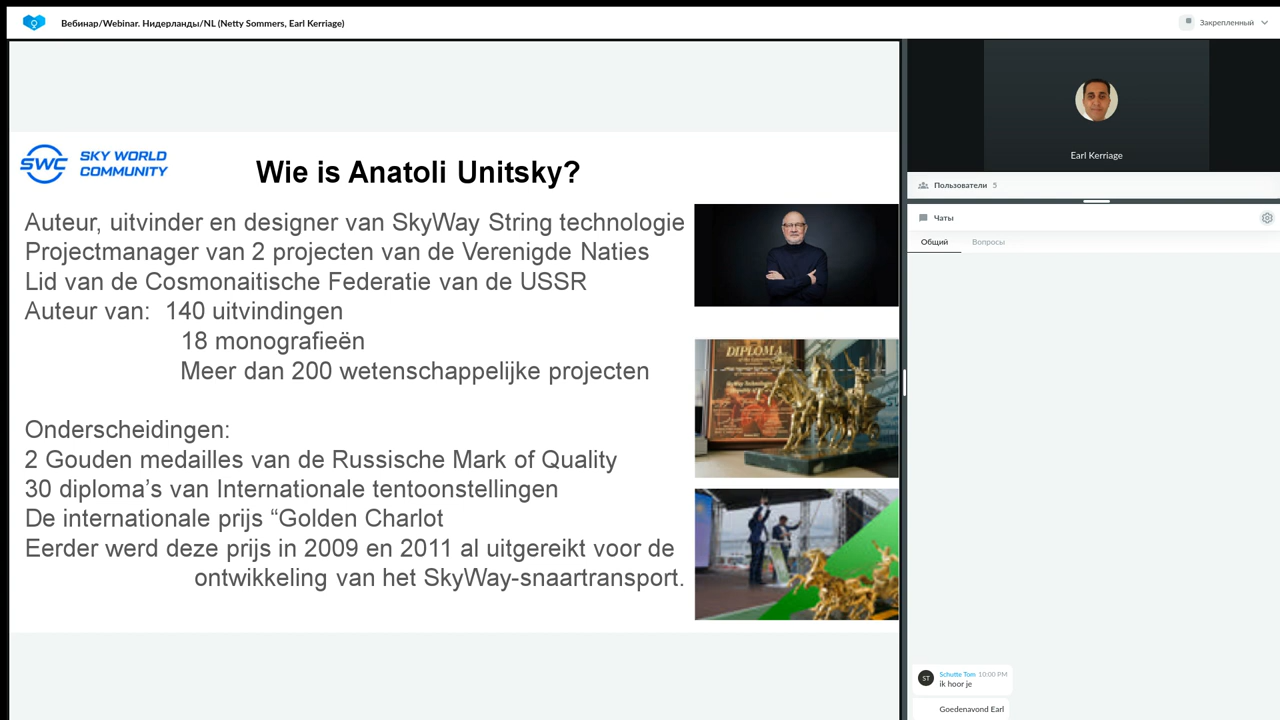 Вебинар/Webinar. Нидерланды/NL (Netty Sommers, Earl Kerriage)
Закрепленный
SWC SKY WORLD
COMMUNITY
Wie is Anatoli Unitsky?
Auteur, uitvinder en designer van SkyWay String technologie
Projectmanager van 2 projecten van de Verenigde Naties
Lid van de Cosmonaitische Federatie van de USSR
Auteur van: 140 uitvindingen
18 monografieën
Meer dan 200 wetenschappelijke projecten
Onderscheidingen:
2 Gouden medailles van de Russische Mark of Quality
30 diploma’s van Internationale tentoonstellingen
De internationale prijs “Golden Charlot
Eerder werd deze prijs in 2009 en 2011 al uitgereikt voor de
ontwikkeling van het SkyWay-snaartransport.
DIPLOMA
Earl Kerriage
Пользователи 5
Чаты
Общий Вопросы
ST Schutte Tom 10:00 PM
ik hoor je
Goedenavond Earl